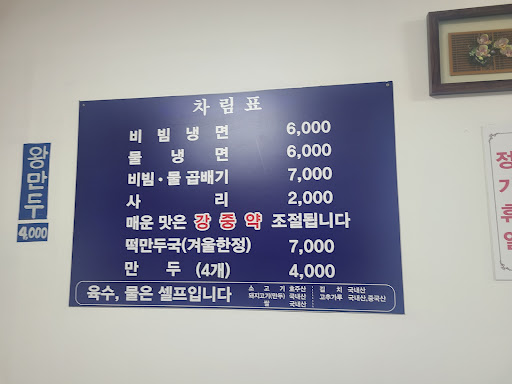 차림표
비빔냉면 6,000
물냉면 6,000
비빔·물 곱배기 7,000
사리 2,000
매운 맛은 강중약 조절됩니다
떡만두국(겨울한정) 7,000
만두 (4개) 4,000
육수, 물은 셀프입니다
소고기 호주산
돼지고기(만두) 국내산
쌀 국내산
김치 국내산
고추가루 국내산,중국산
왕만두
4,000
정기휴일